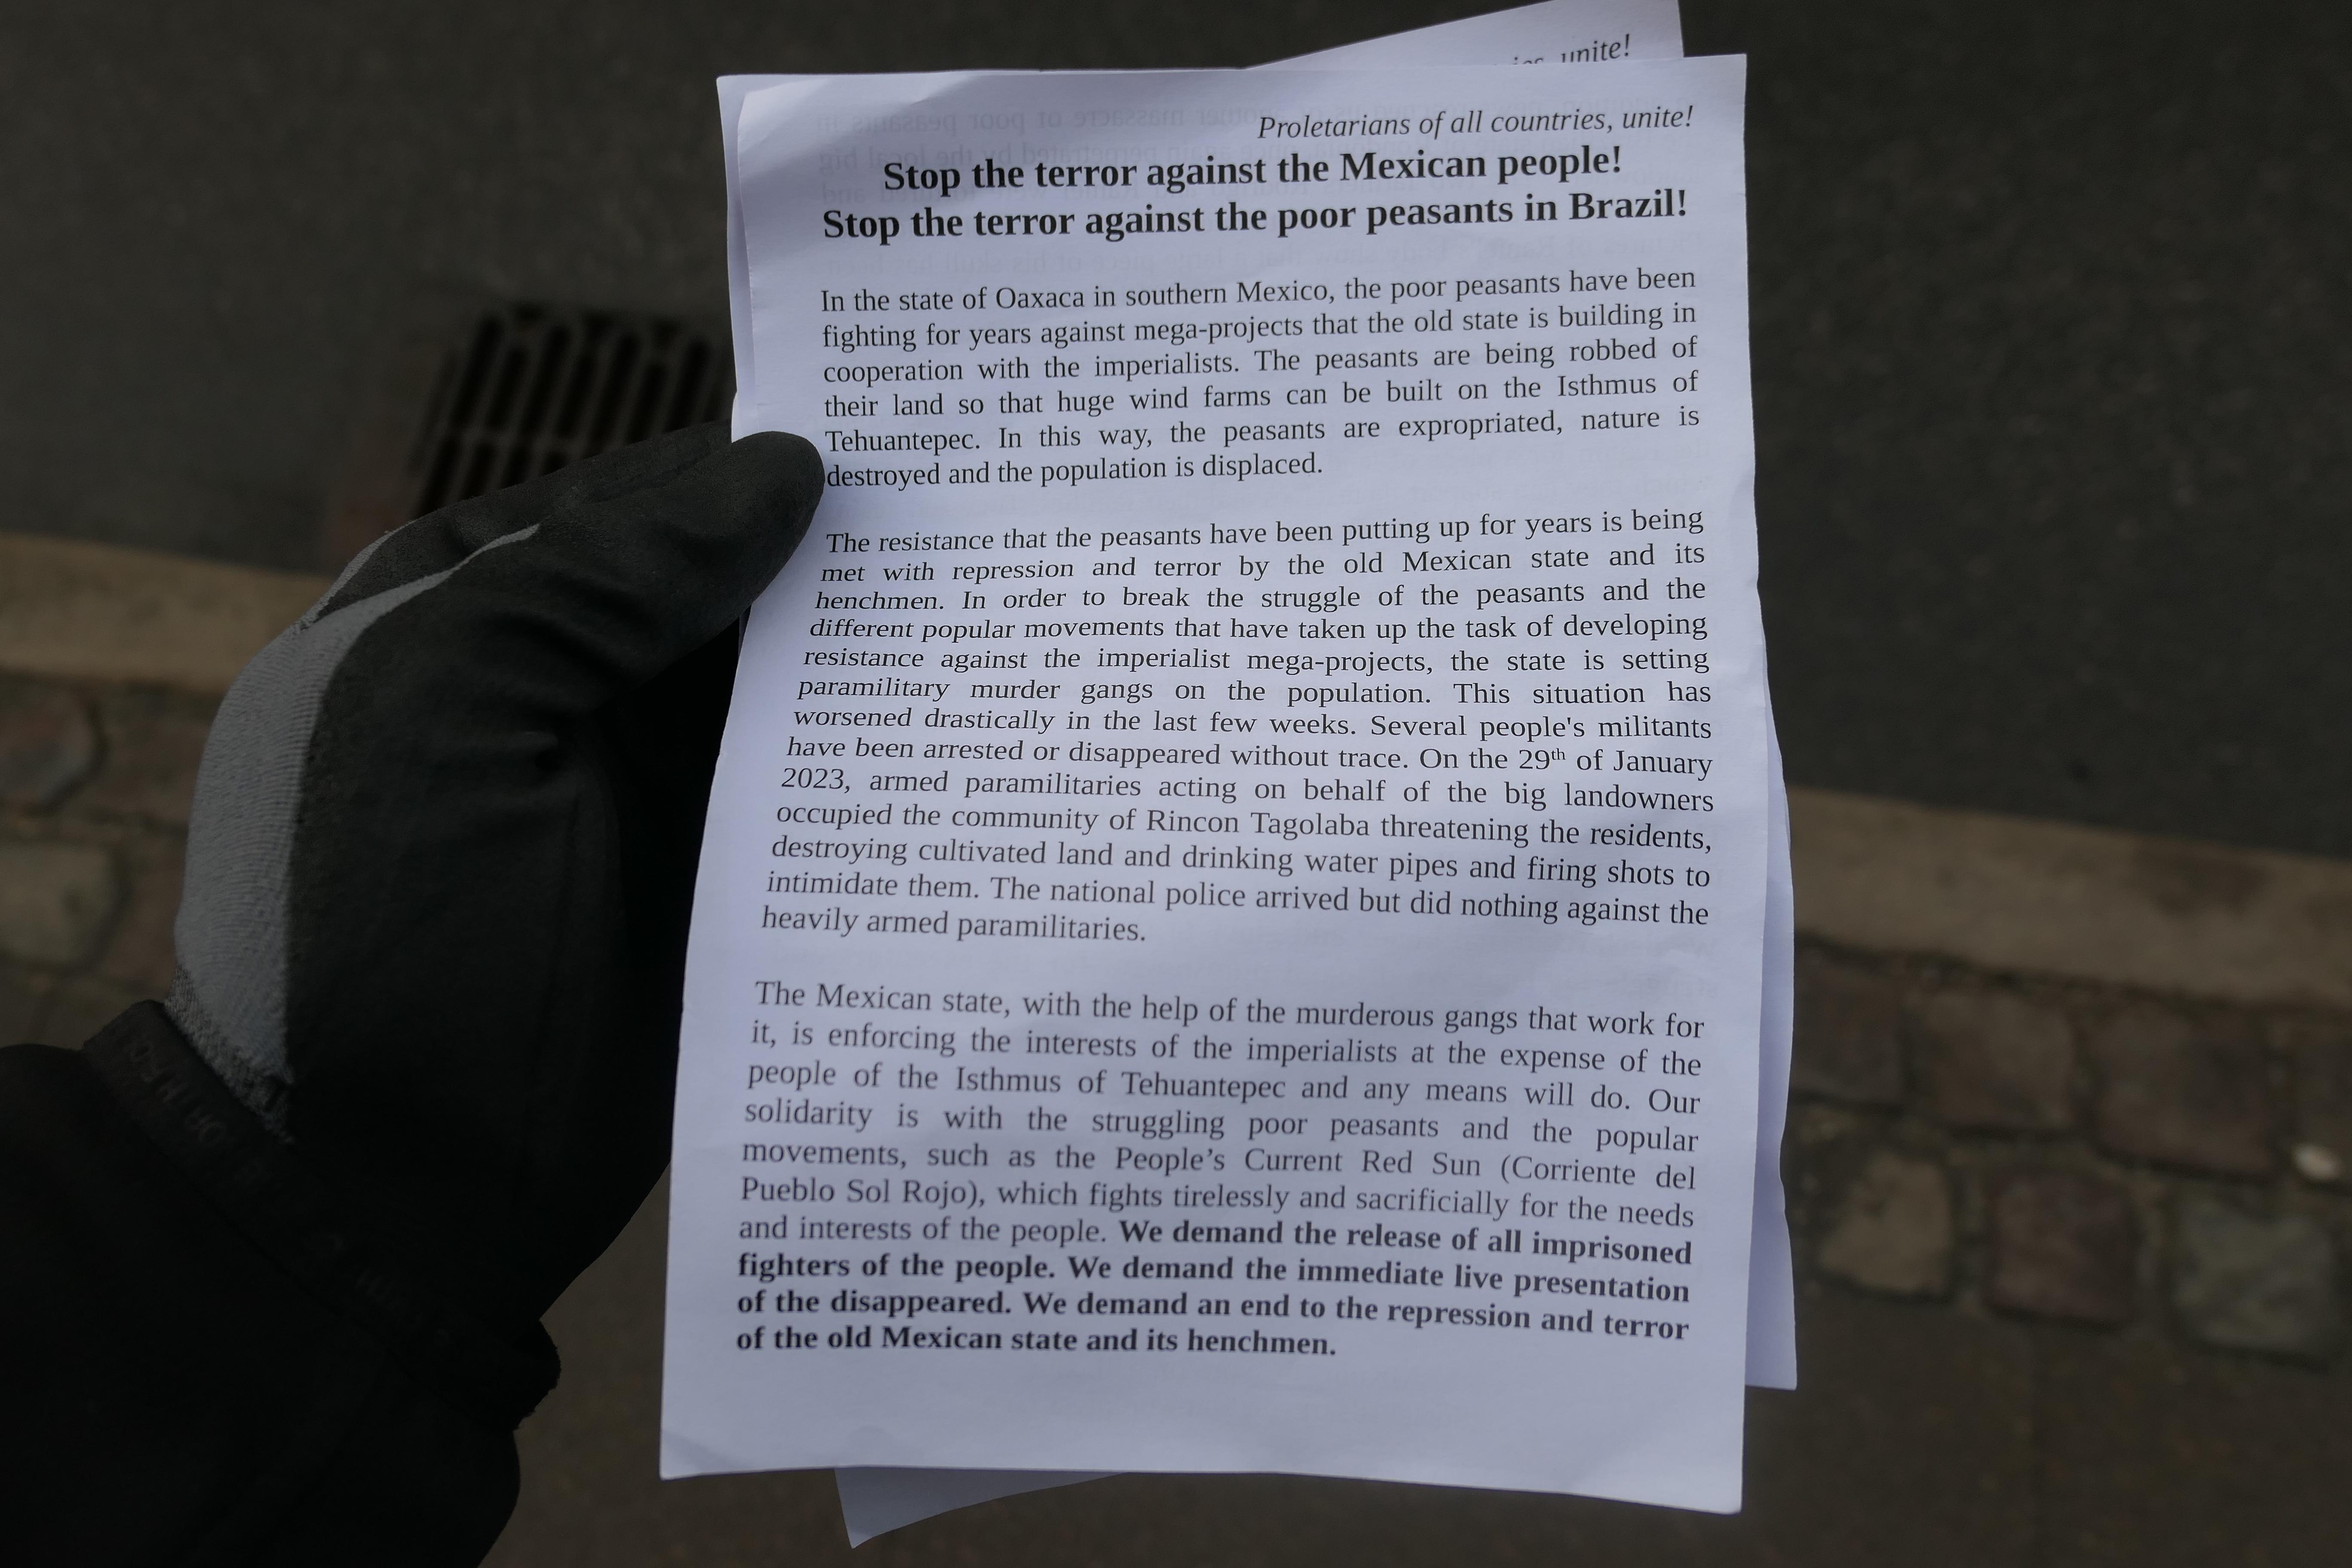 unite!
Proletarians of all countries, unite!
Stop the terror against the Mexican people!
Stop the terror against the poor peasants in Brazil!
In the state of Oaxaca in southern Mexico, the poor peasants have been
fighting for years against mega-projects that the old state is building in
cooperation with the imperialists. The peasants are being robbed of
their land so that huge wind farms can be built on the Isthmus of
Tehuantepec. In this way, the peasants are expropriated, nature is
destroyed and the population is displaced.
The resistance that the peasants have been putting up for years is being
met with repression and terror by the old Mexican state and its
henchmen. In order to break the struggle of the peasants and the
different popular movements that have taken up the task of developing
resistance against the imperialist mega-projects, the state is setting
paramilitary murder gangs on the population. This situation has
worsened drastically in the last few weeks. Several people's militants
have been arrested or disappeared without trace. On the 29th of January
2023, armed paramilitaries acting on behalf of the big landowners
occupied the community of Rincon Tagolaba threatening the residents,
destroying cultivated land and drinking water pipes and firing shots to
intimidate them. The national police arrived but did nothing against the
heavily armed paramilitaries.
The Mexican state, with the help of the murderous gangs that work for
it, is enforcing the interests of the imperialists at the expense of the
people of the Isthmus of Tehuantepec and any means will do. Our
solidarity is with the struggling poor peasants and the popular
movements, such as the People’s Current Red Sun (Corriente del
Pueblo Sol Rojo), which fights tirelessly and sacrificially for the needs
and interests of the people. We demand the release of all imprisoned
fighters of the people. We demand the immediate live presentation
of the disappeared. We demand an end to the repression and terror
of the old Mexican state and its henchmen.